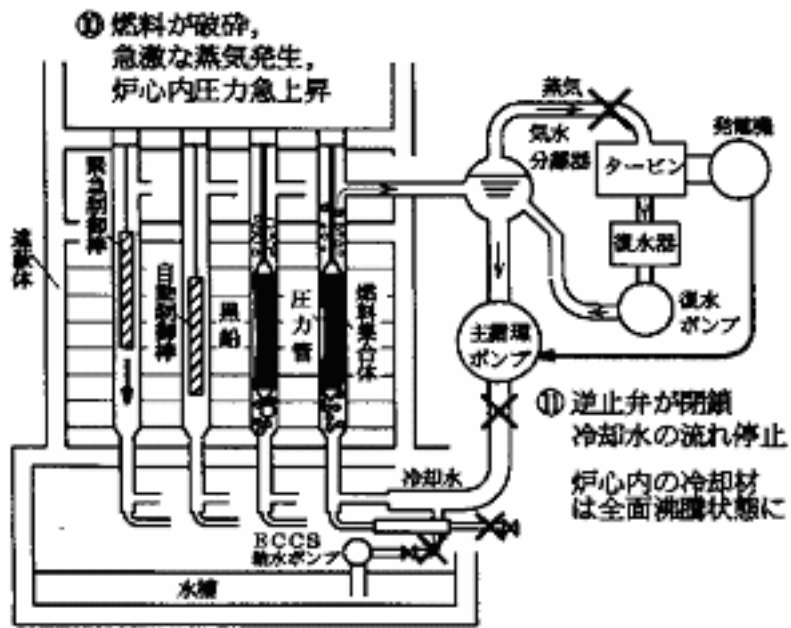 ⑩ 燃料が破砕,
急激な蒸気発生,
炉心内圧力急上昇
蒸気
気水
分離器
タービン
発電機
復水器
復水
ポンプ
主循環
ポンプ
緊急制御棒
自動制御棒
黒鉛
圧力管
燃料集合体
遮蔽体
⑪ 逆止弁が閉鎖
冷却水の流れ停止
炉心内の冷却材
は全面沸騰状態に
冷却水
ECCS
給水ポンプ
水槽